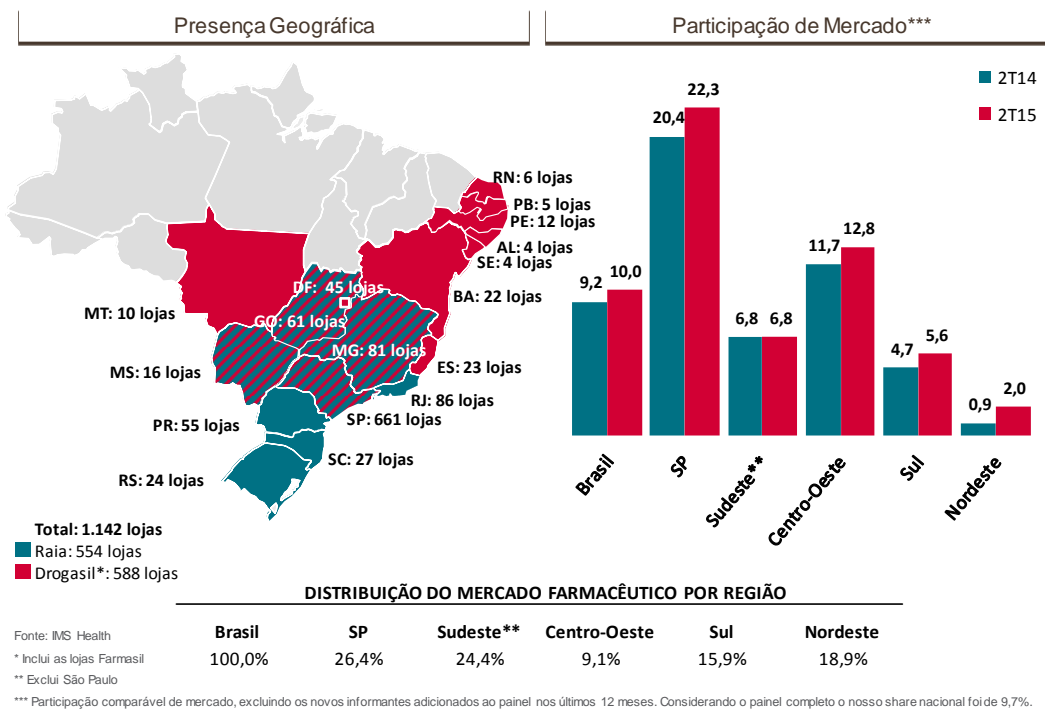 Presença Geográfica
RN: 6 lojas
PB: 5 lojas
PE: 12 lojas
AL: 4 lojas
SE: 4 lojas
DF: 45 lojas
BA: 22 lojas
MT: 10 lojas
GO: 61 lojas
MG: 81 lojas
ES: 23 lojas
MS: 16 lojas
RJ: 86 lojas
SP: 661 lojas
PR: 55 lojas
SC: 27 lojas
RS: 24 lojas
Total: 1.142 lojas
Raia: 554 lojas
Drogasil*: 588 lojas
Participação de Mercado***
2T14
2T15
9,2
10,0
20,4
22,3
6,8
6,8
11,7
12,8
4,7
5,6
0,9
2,0
Brasil
SP
Sudeste**
Centro-Oeste
Sul
Nordeste
DISTRIBUIÇÃO DO MERCADO FARMACÊUTICO POR REGIÃO
Brasil SP Sudeste** Centro-Oeste Sul Nordeste
100,0% 26,4% 24,4% 9,1% 15,9% 18,9%
Fonte: IMS Health
* Inclui as lojas Farmasil
** Exclui São Paulo
*** Participação comparável de mercado, excluindo os novos informantes adicionados ao painel nos últimos 12 meses. Considerando o painel completo o nosso share nacional foi de 9,7%.